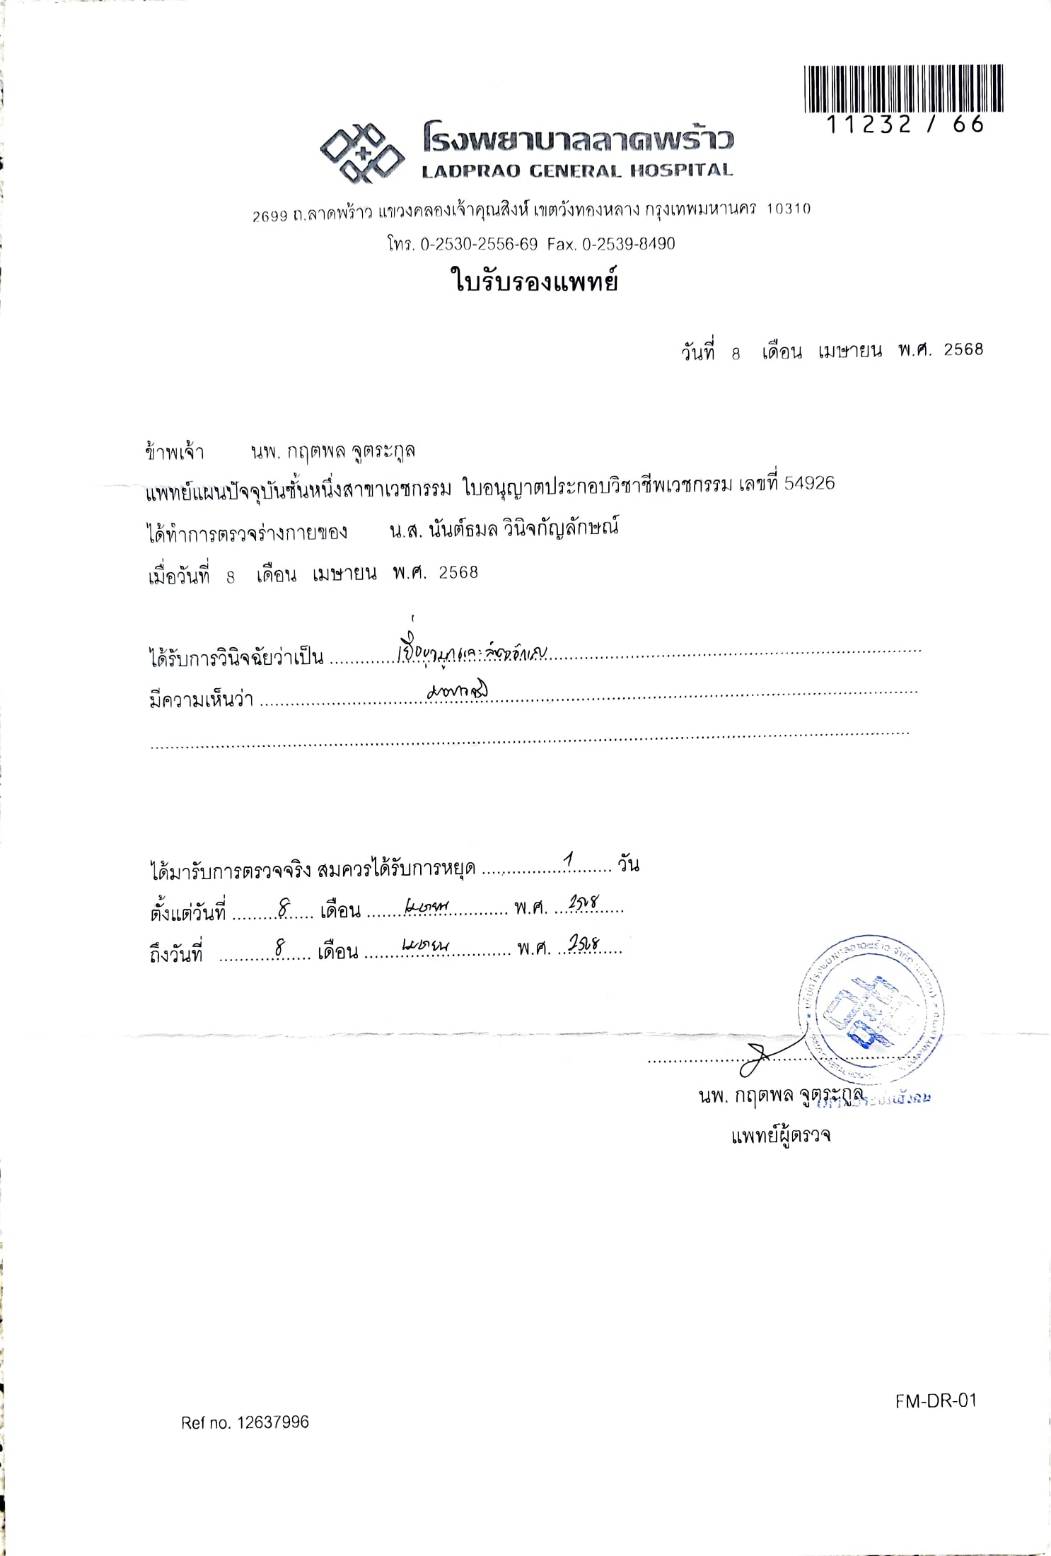 11232 / 66
โรงพยาบาลลาดพร้าว
LADPRAO GENERAL HOSPITAL
2699 ถ.ลาดพร้าว แขวงคลองเจ้าคุณสิงห์ เขตวังทองหลาง กรุงเทพมหานคร 10310
โทร. 0-2530-2556-69 Fax. 0-2539-8490
ใบรับรองแพทย์
วันที่ 8 เดือน เมษายน พ.ศ. 2568
ข้าพเจ้า นพ. กฤตพล จูตระกูล
แพทย์แผนปัจจุบันชั้นหนึ่งสาขาเวชกรรม ใบอนุญาตประกอบวิชาชีพเวชกรรม เลขที่ 54926
ได้ทำการตรวจร่างกายของ น.ส. นันต์ธมล วินิจกัญลักษณ์
เมื่อวันที่ 8 เดือน เมษายน พ.ศ. 2568
ได้รับการวินิจฉัยว่าเป็น เยื่อบุจมูกและ
มีความเห็นว่า
ได้มารับการตรวจจริง สมควรได้รับการหยุด 1 วัน
ตั้งแต่วันที่ 8 เดือน เมษายน พ.ศ. 2568
ถึงวันที่ 8 เดือน เมษายน พ.ศ. 2568
นพ. กฤตพล จูตระกูล
แพทย์ผู้ตรวจ
FM-DR-01
Ref no. 12637996